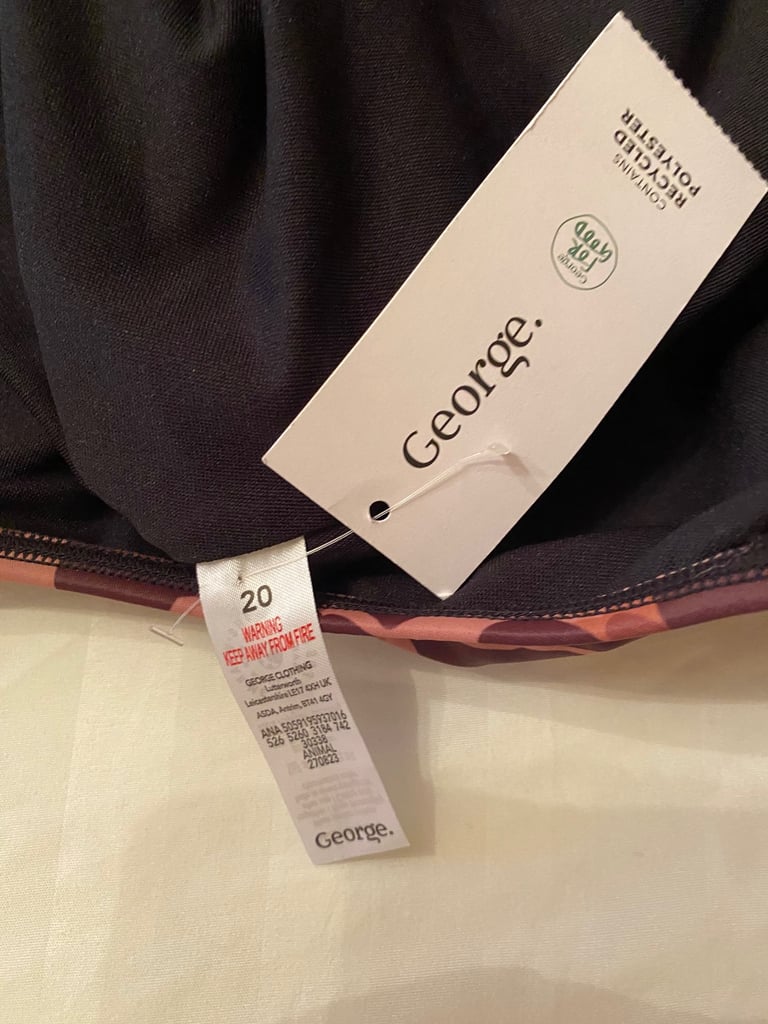 CONTAINS
RECYCLED
POLYESTER
George
FOR
GOOD
George.
20
WARNING
KEEP AWAY FROM FIRE
GEORGE CLOTHING
Lutterworth
Leicestershire LE17 4XH UK
ASDA, Antrim, BT41 4GY
ANA 5059195937016
526 5260 3184 742
30338
ANIMAL
270823
George.